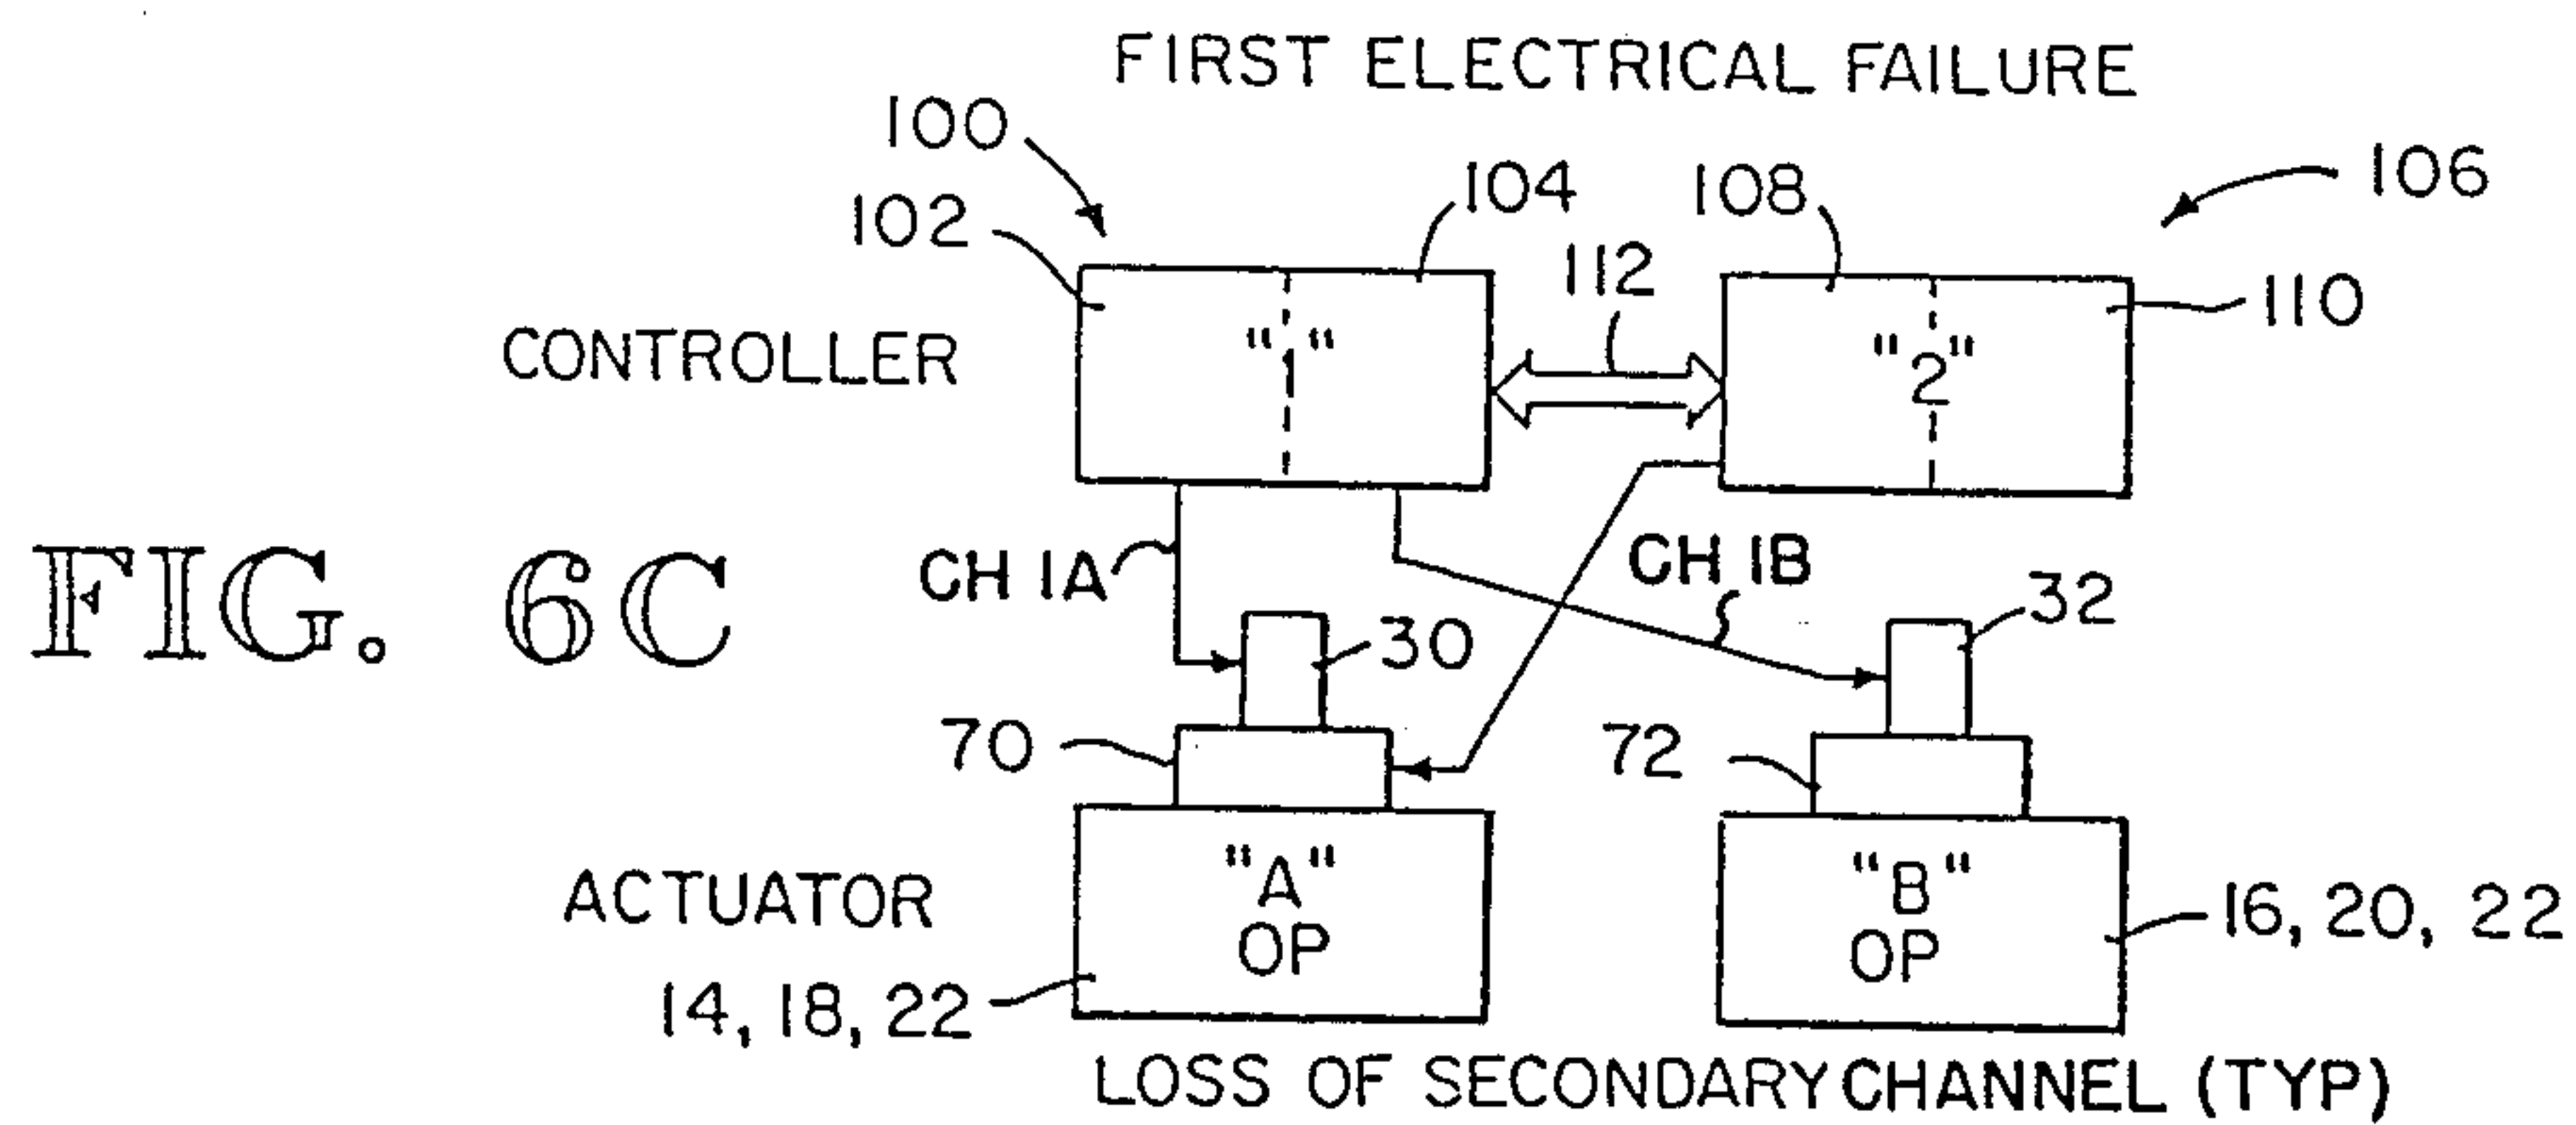 FIRST ELECTRICAL FAILURE
100
106
104
108
102
112
110
"1"
"2"
CONTROLLER
CH 1A
CH 1B
FIG. 6C
30
32
70
72
"A"
OP
"B"
OP
ACTUATOR
14, 18, 22
16, 20, 22
LOSS OF SECONDARY CHANNEL (TYP)